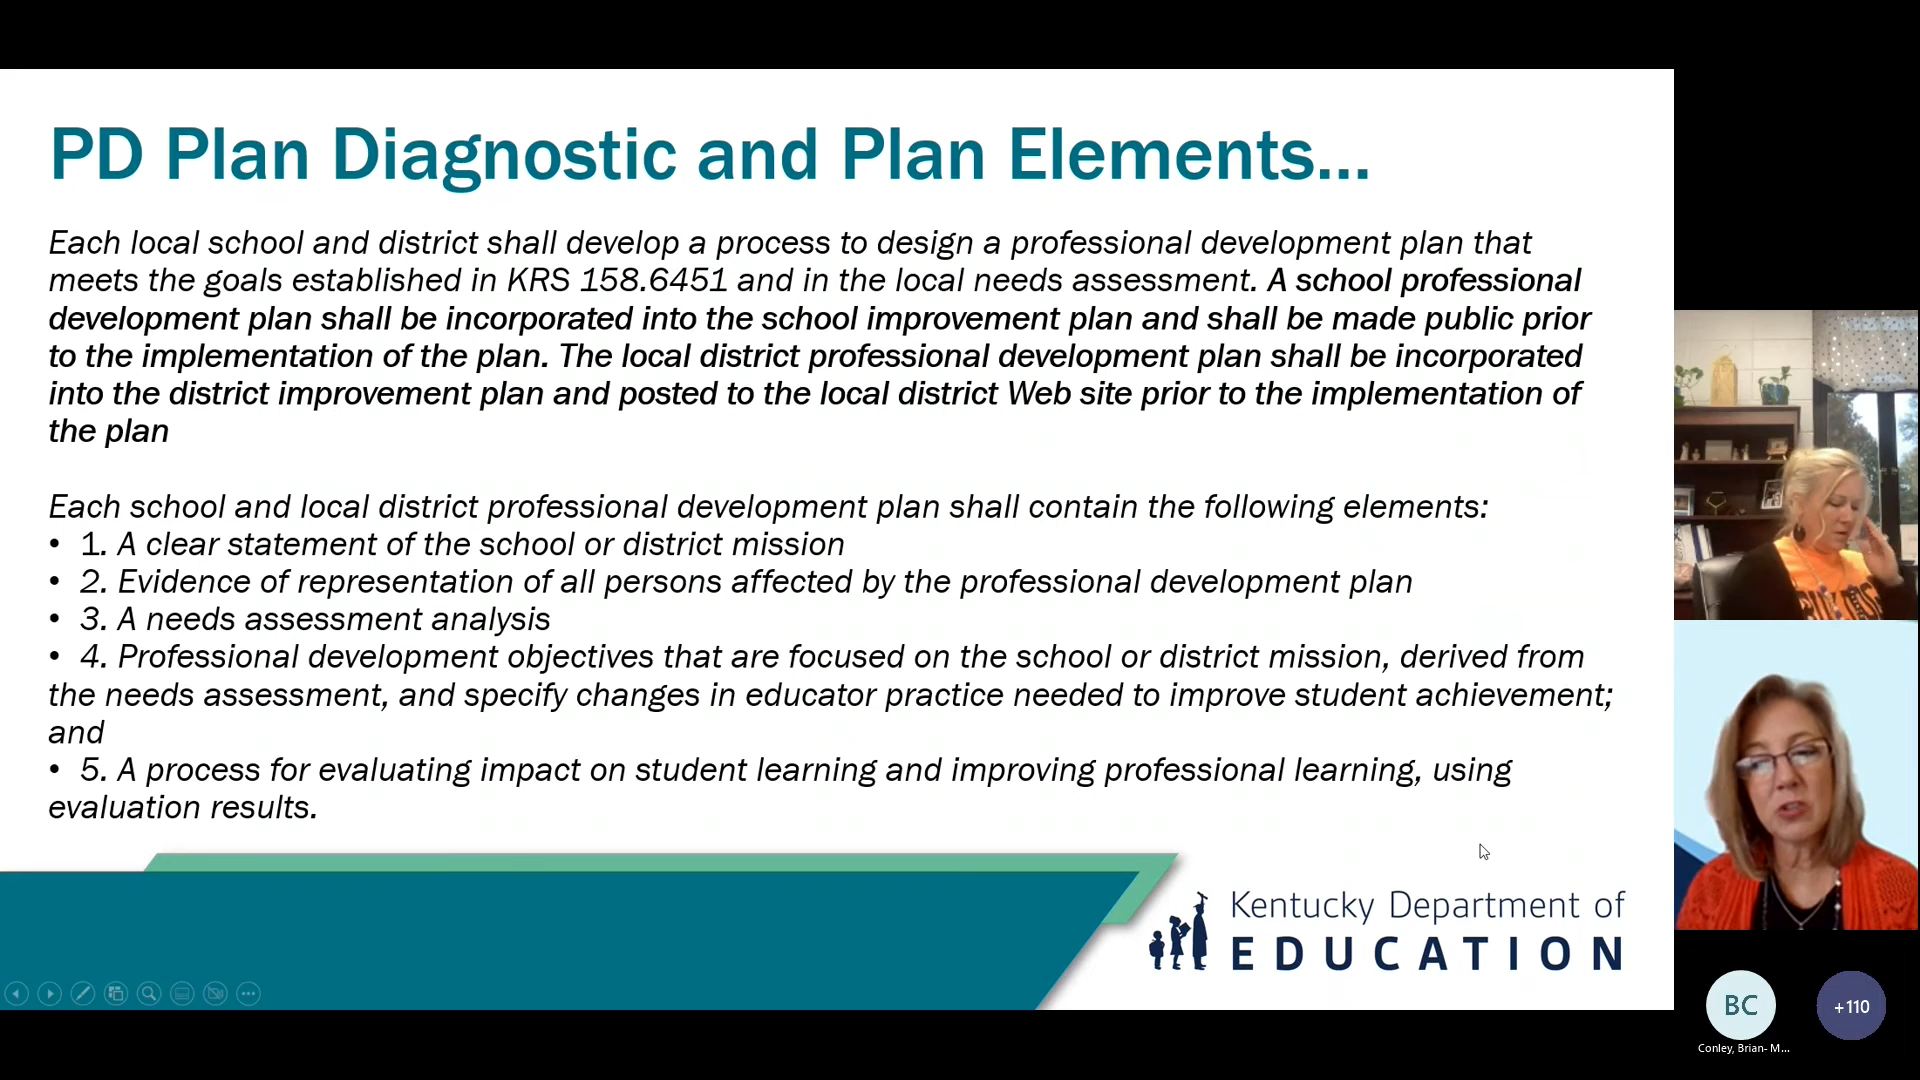 PD Plan Diagnostic and Plan Elements...
Each local school and district shall develop a process to design a professional development plan that
meets the goals established in KRS 158.6451 and in the local needs assessment. A school professional
development plan shall be incorporated into the school improvement plan and shall be made public prior
to the implementation of the plan. The local district professional development plan shall be incorporated
into the district improvement plan and posted to the local district Web site prior to the implementation of
the plan
Each school and local district professional development plan shall contain the following elements:
• 1. A clear statement of the school or district mission
• 2. Evidence of representation of all persons affected by the professional development plan
• 3. A needs assessment analysis
• 4. Professional development objectives that are focused on the school or district mission, derived from
the needs assessment, and specify changes in educator practice needed to improve student achievement;
and
• 5. A process for evaluating impact on student learning and improving professional learning, using
evaluation results.
Kentucky Department of
EDUCATION
BC
+110
Conley, Brian- M...